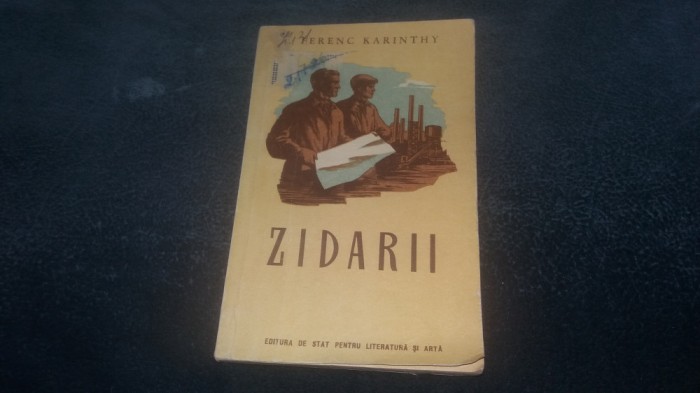 FERENC KARINTHY
ZIDARII
EDITURA DE STAT PENTRU LITERATURĂ ȘI ARTĂ